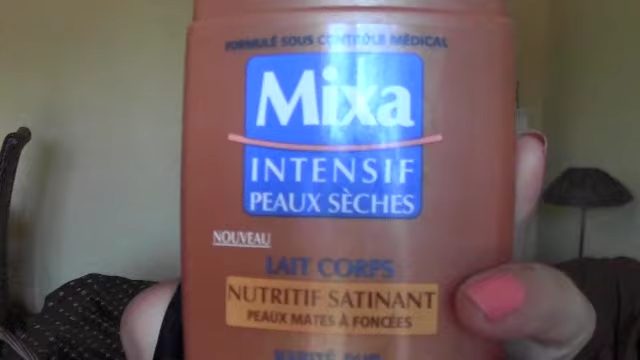 FORMULÉ SOUS CONTRÔLE MÉDICAL
Mixa
INTENSIF
PEAUX SÈCHES
NOUVEAU
LAIT CORPS
NUTRITIF SATINANT
PEAUX MATES À FONCÉES